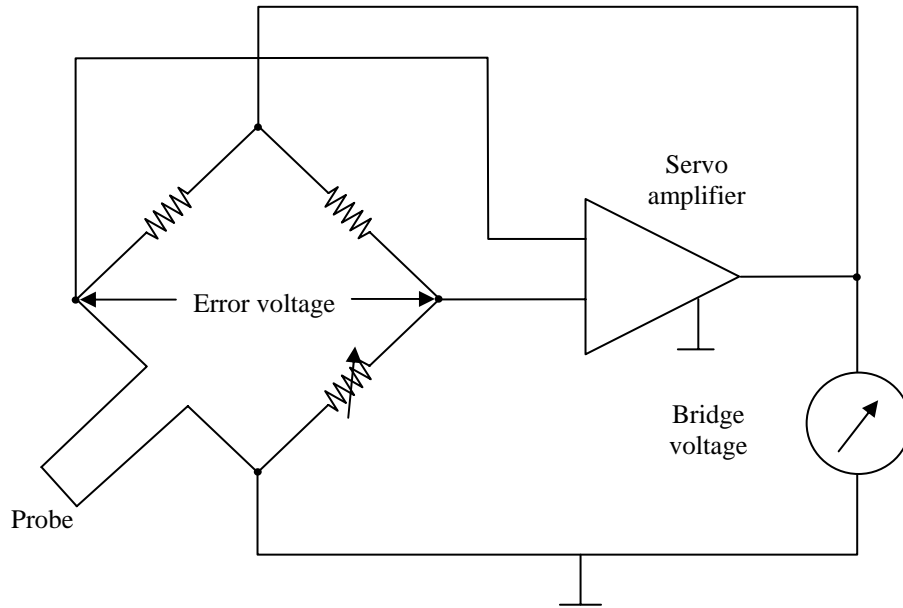 Servo
amplifier
Error voltage
Bridge
voltage
Probe